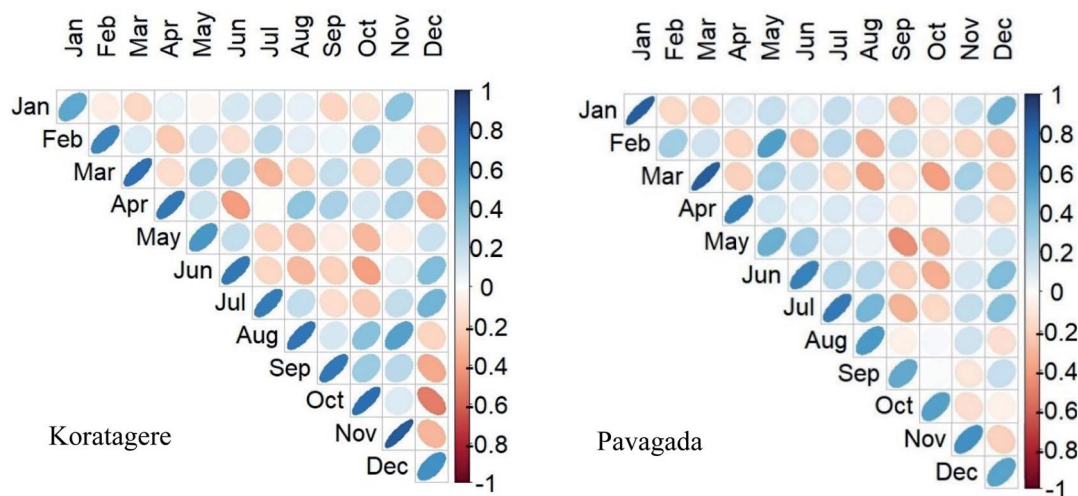 Jan Feb Mar Apr May Jun Jul Aug Sep Oct Nov Dec
Jan
Feb
Mar
Apr
May
Jun
Jul
Aug
Sep
Oct
Nov
Dec
1
0.8
0.6
0.4
0.2
0
-0.2
-0.4
-0.6
-0.8
-1
Koratagere
Jan Feb Mar Apr May Jun Jul Aug Sep Oct Nov Dec
Jan
Feb
Mar
Apr
May
Jun
Jul
Aug
Sep
Oct
Nov
Dec
1
0.8
0.6
0.4
0.2
0
-0.2
-0.4
-0.6
-0.8
-1
Pavagada